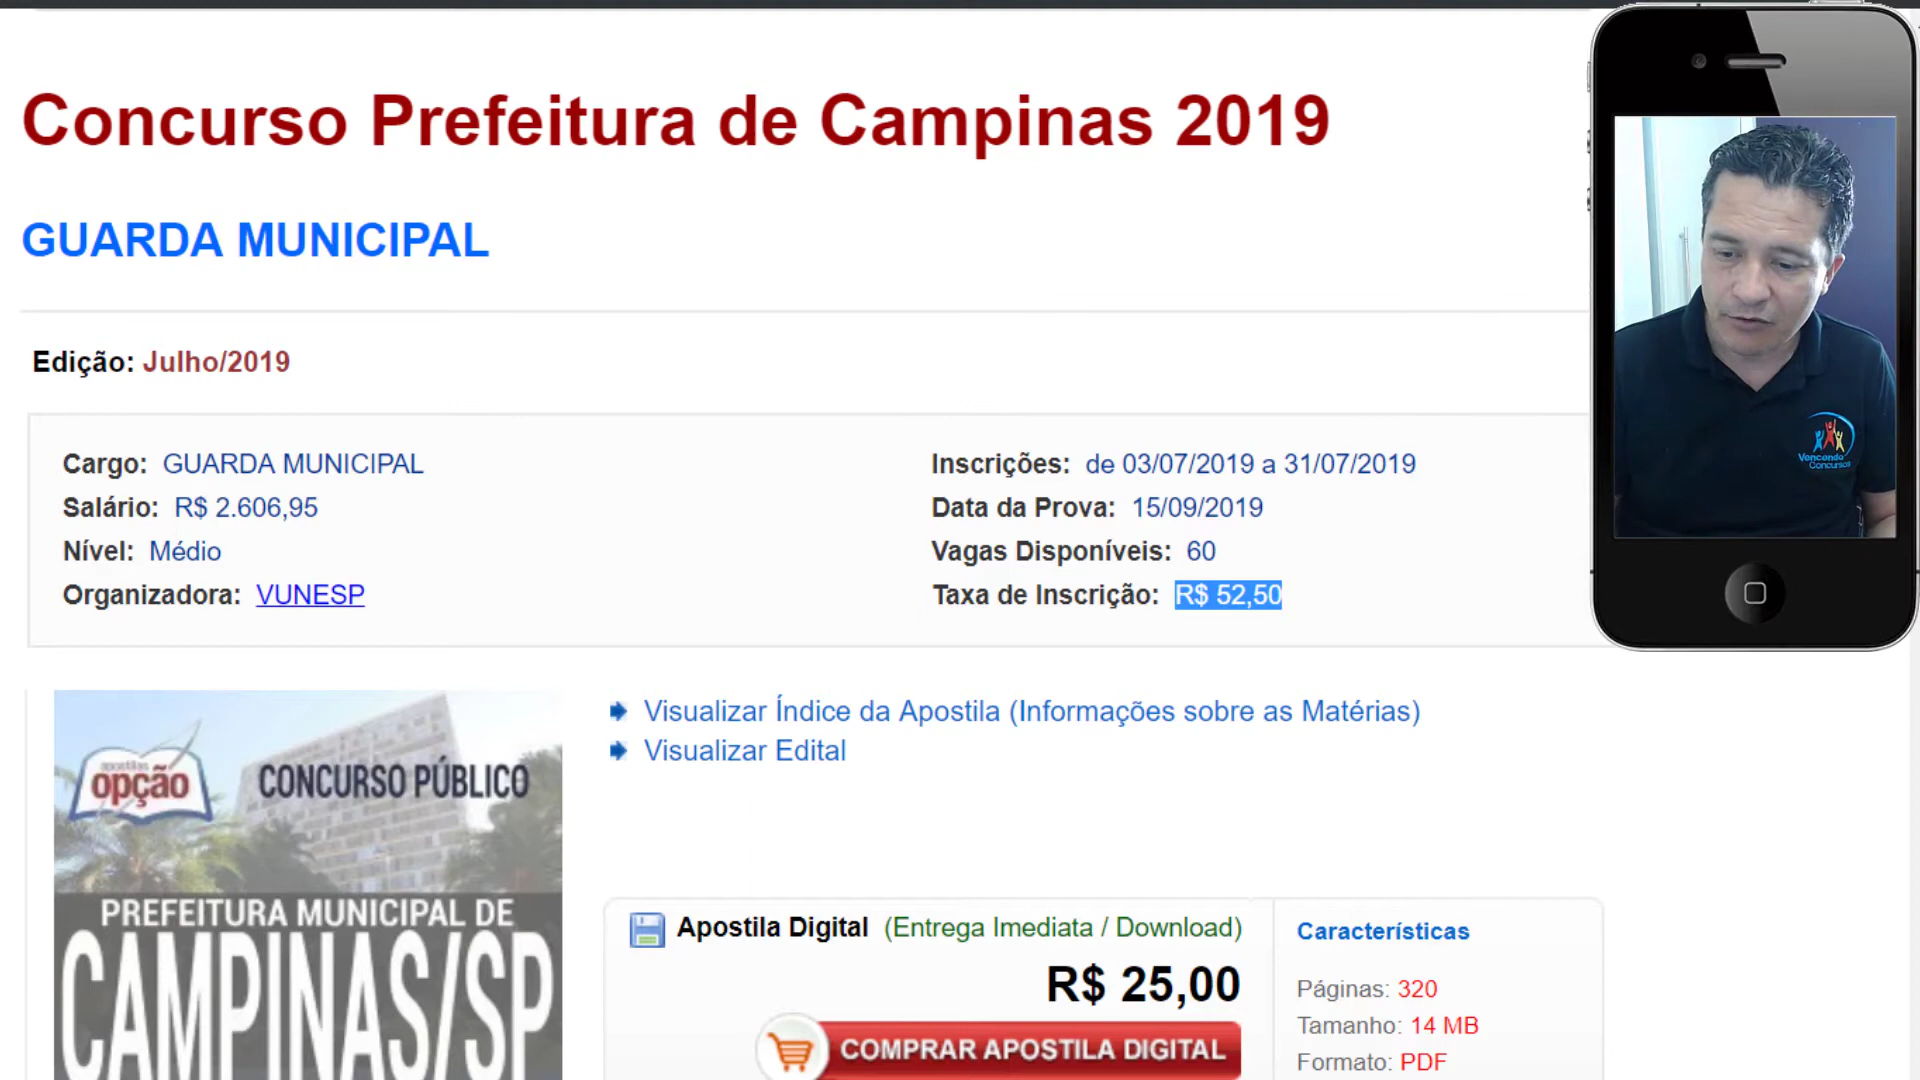 Concurso Prefeitura de Campinas 2019
GUARDA MUNICIPAL
Edição: Julho/2019
Cargo: GUARDA MUNICIPAL
Salário: R$ 2.606,95
Nível: Médio
Organizadora: VUNESP
Inscrições: de 03/07/2019 a 31/07/2019
Data da Prova: 15/09/2019
Vagas Disponíveis: 60
Taxa de Inscrição: R$ 52,50
Vencendo
Concursos
Visualizar Índice da Apostila (Informações sobre as Matérias)
Visualizar Edital
apostilas
opção
CONCURSO PÚBLICO
PREFEITURA MUNICIPAL DE
CAMPINAS/SP
Apostila Digital (Entrega Imediata / Download)
R$ 25,00
COMPRAR APOSTILA DIGITAL
Características
Páginas: 320
Tamanho: 14 MB
Formato: PDF